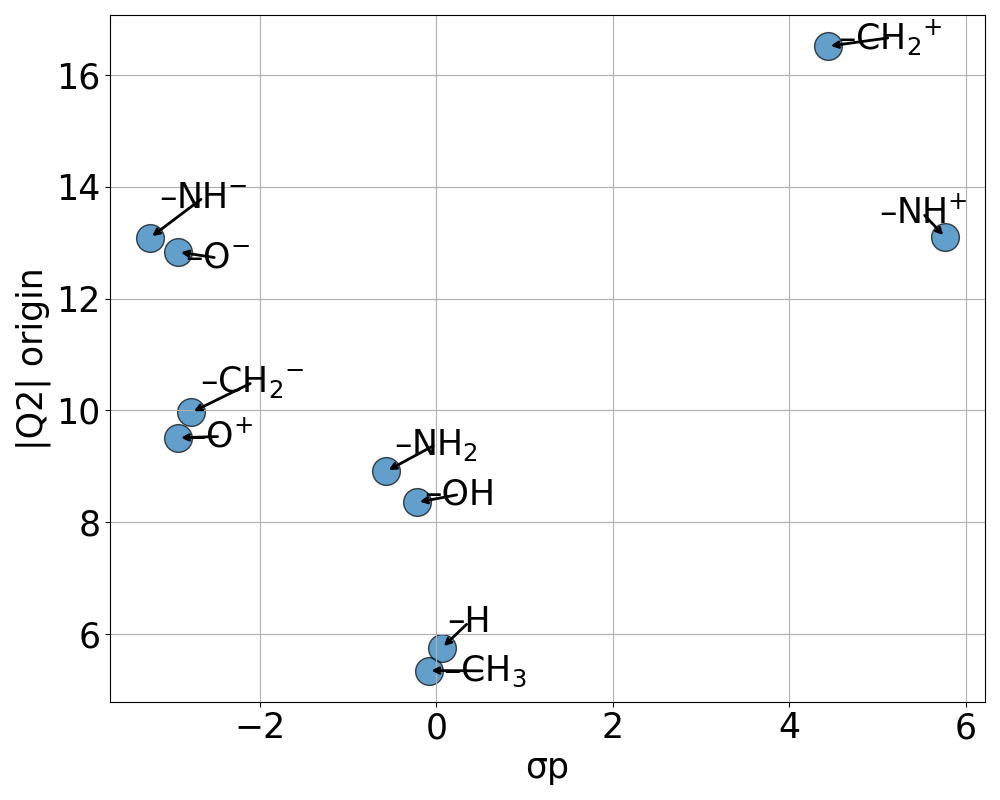 –CH₂⁺
16
14
–NH⁻
–NH⁺
–O⁻
12
|Q2| origin
–CH₂⁻
10
–O⁺
–NH₂
–OH
8
–H
6
–CH₃
−2 0 2 4 6
σp